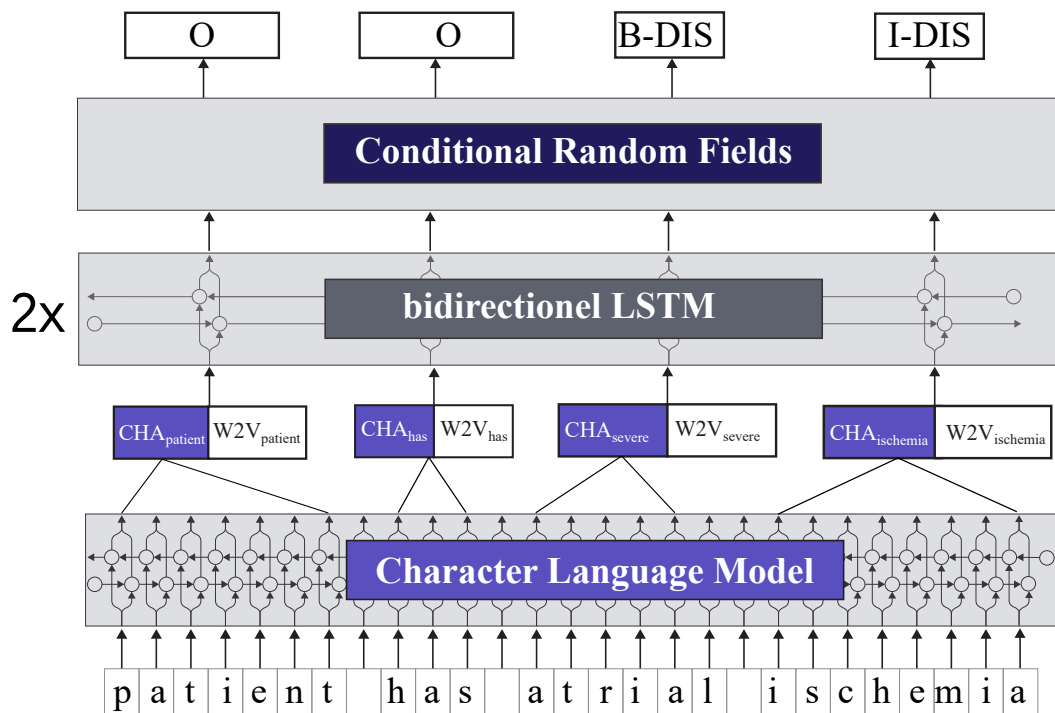 O O B-DIS I-DIS
Conditional Random Fields
2x bidirectionel LSTM
CHApatient W2Vpatient CHAhas W2Vhas CHAsevere W2Vsevere CHAischemia W2Vischemia
Character Language Model
p a t i e n t h a s a t r i a l i s c h e m i a